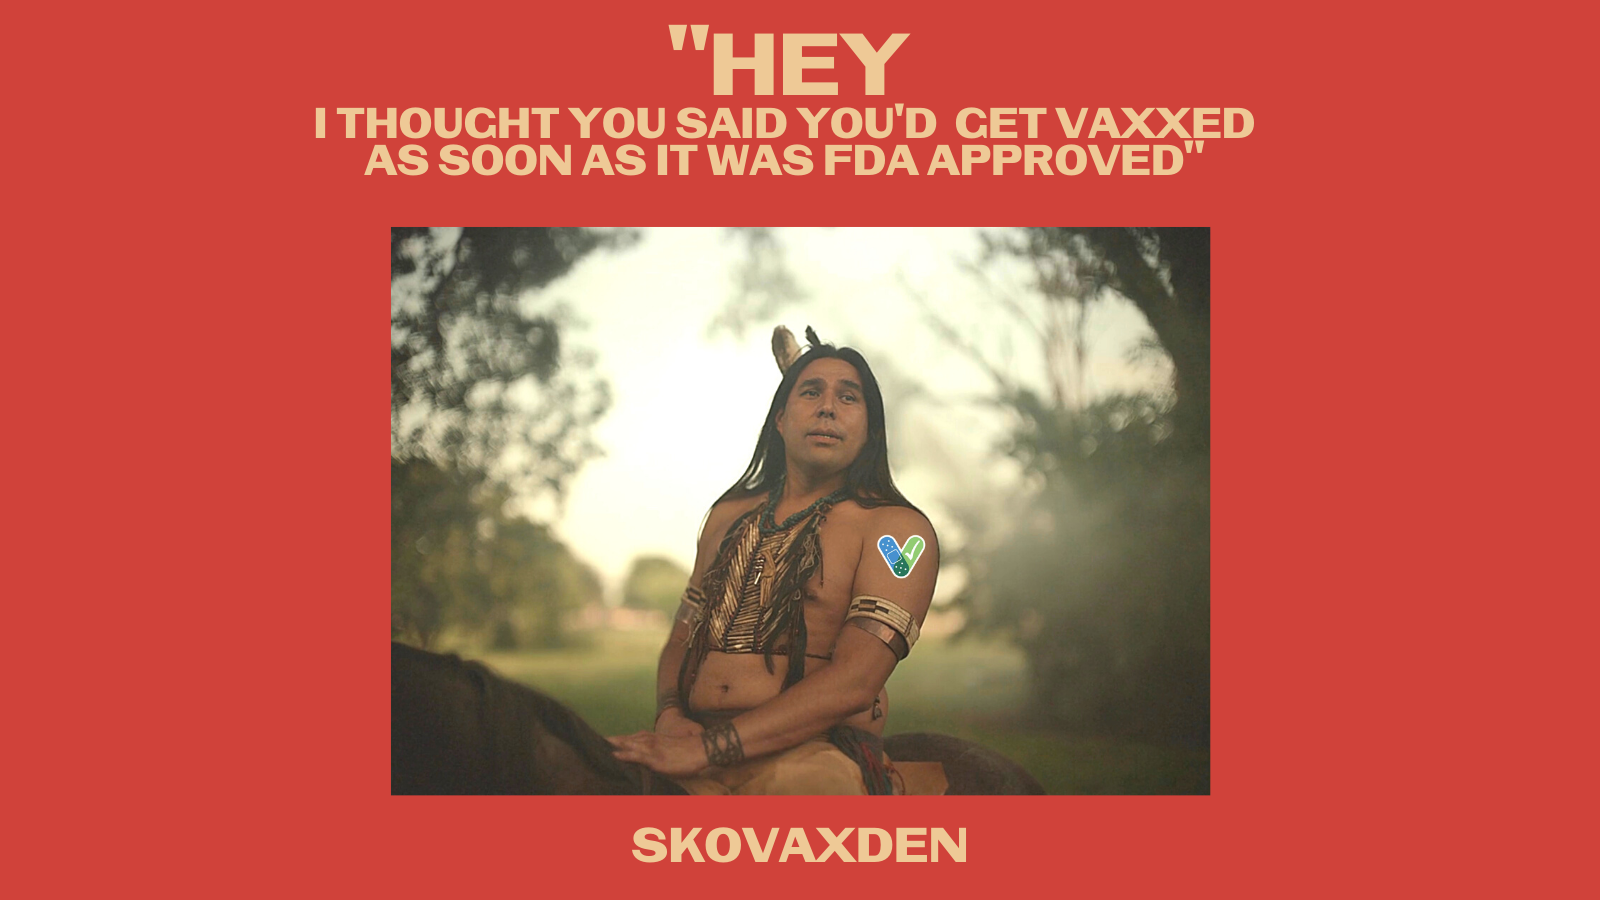 "HEY
I THOUGHT YOU SAID YOU'D GET VAXXED
AS SOON AS IT WAS FDA APPROVED"
SKOVAXDEN